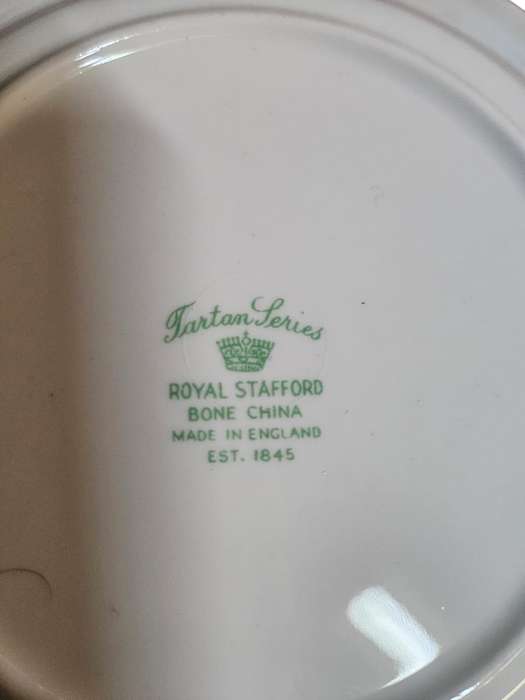 Tartan Series
ROYAL STAFFORD
BONE CHINA
MADE IN ENGLAND
EST. 1845